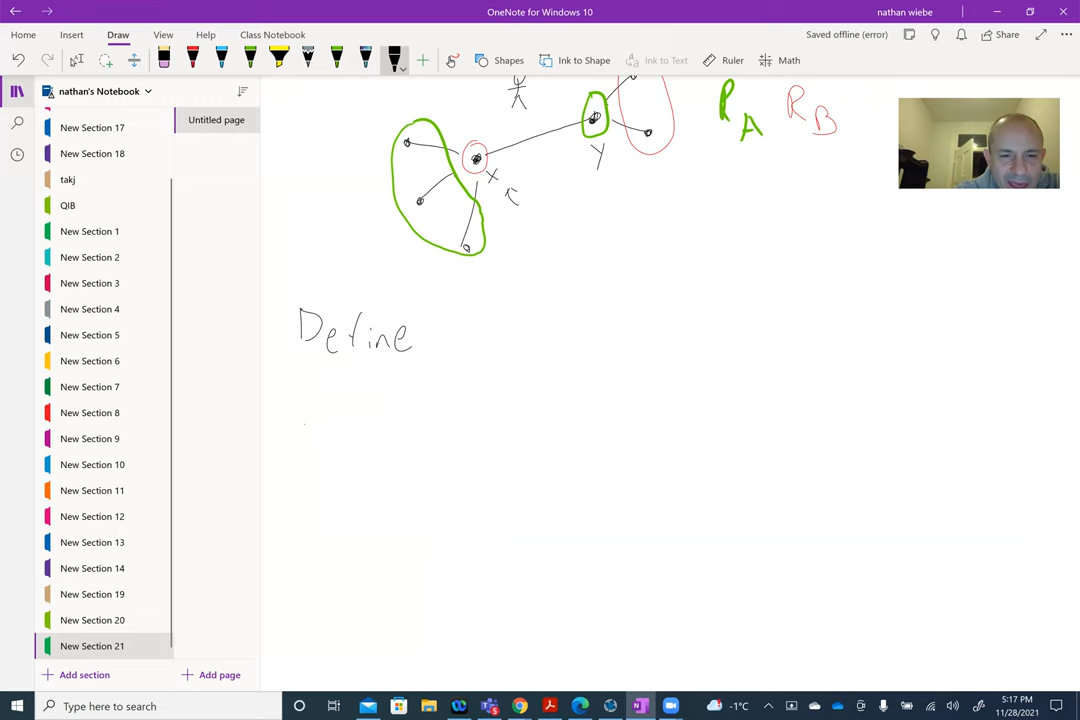 OneNote for Windows 10
nathan wiebe
Home Insert Draw View Help Class Notebook
Saved offline (error) Share
Shapes Ink to Shape Ink to Text Ruler Math
nathan's Notebook
Untitled page
New Section 17
New Section 18
takj
QIB
New Section 1
New Section 2
New Section 3
New Section 4
New Section 5
New Section 6
New Section 7
New Section 8
New Section 9
New Section 10
New Section 11
New Section 12
New Section 13
New Section 14
New Section 19
New Section 20
New Section 21
Add section Add page
R_A R_B
Y
X
Define
Type here to search
-1°C
5:17 PM
11/28/2021